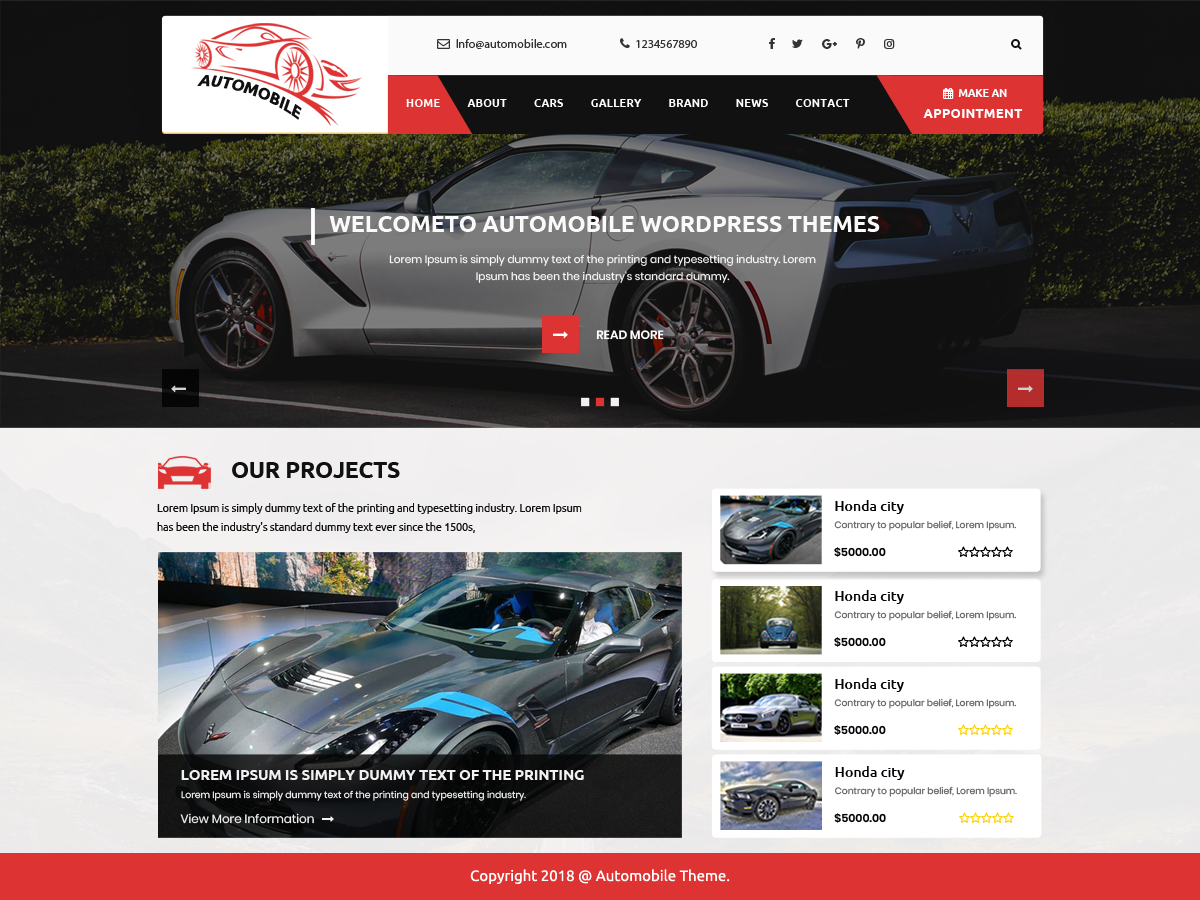 AUTOMOBILE
Info@automobile.com
1234567890
HOME
ABOUT
CARS
GALLERY
BRAND
NEWS
CONTACT
MAKE AN
APPOINTMENT
WELCOMETO AUTOMOBILE WORDPRESS THEMES
Lorem Ipsum is simply dummy text of the printing and typesetting industry. Lorem
Ipsum has been the industry's standard dummy.
READ MORE
OUR PROJECTS
Lorem Ipsum is simply dummy text of the printing and typesetting industry. Lorem Ipsum
has been the industry's standard dummy text ever since the 1500s,
LOREM IPSUM IS SIMPLY DUMMY TEXT OF THE PRINTING
Lorem Ipsum is simply dummy text of the printing and typesetting industry.
View More Information
Honda city
Contrary to popular belief, Lorem Ipsum.
$5000.00
Honda city
Contrary to popular belief, Lorem Ipsum.
$5000.00
Honda city
Contrary to popular belief, Lorem Ipsum.
$5000.00
Honda city
Contrary to popular belief, Lorem Ipsum.
$5000.00
Copyright 2018 @ Automobile Theme.